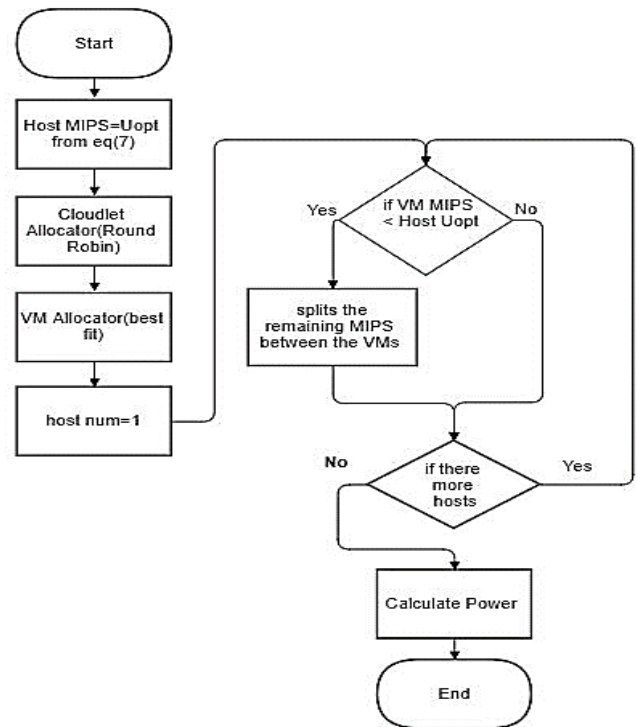 Start
Host MIPS=Uopt
from eq(7)
Cloudlet
Allocator(Round
Robin)
VM Allocator(best
fit)
host num=1
if VM MIPS
< Host Uopt
Yes
No
splits the
remaining MIPS
between the VMs
if there
more
hosts
No
Yes
Calculate Power
End